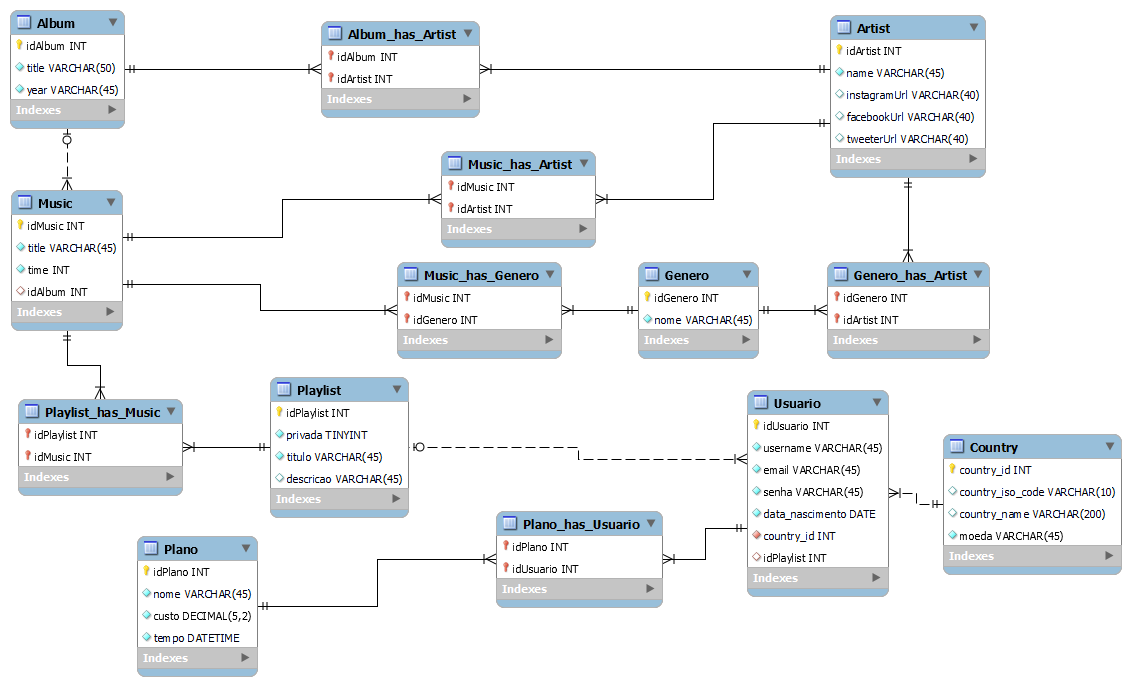 Album
idAlbum INT
title VARCHAR(50)
year VARCHAR(45)
Indexes
Album_has_Artist
idAlbum INT
idArtist INT
Indexes
Artist
idArtist INT
name VARCHAR(45)
instagramUrl VARCHAR(40)
facebookUrl VARCHAR(40)
tweeterUrl VARCHAR(40)
Indexes
Music_has_Artist
idMusic INT
idArtist INT
Indexes
Music
idMusic INT
title VARCHAR(45)
time INT
idAlbum INT
Indexes
Music_has_Genero
idMusic INT
idGenero INT
Indexes
Genero
idGenero INT
nome VARCHAR(45)
Indexes
Genero_has_Artist
idGenero INT
idArtist INT
Indexes
Playlist_has_Music
idPlaylist INT
idMusic INT
Indexes
Playlist
idPlaylist INT
privada TINYINT
titulo VARCHAR(45)
descricao VARCHAR(45)
Indexes
Usuario
idUsuario INT
username VARCHAR(45)
email VARCHAR(45)
senha VARCHAR(45)
data_nascimento DATE
country_id INT
idPlaylist INT
Indexes
Country
country_id INT
country_iso_code VARCHAR(10)
country_name VARCHAR(200)
moeda VARCHAR(45)
Indexes
Plano_has_Usuario
idPlano INT
idUsuario INT
Indexes
Plano
idPlano INT
nome VARCHAR(45)
custo DECIMAL(5,2)
tempo DATETIME
Indexes